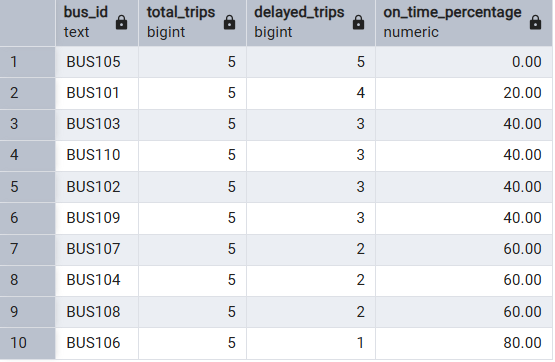 bus_id total_trips delayed_trips on_time_percentage
text bigint bigint numeric
1 BUS105 5 5 0.00
2 BUS101 5 4 20.00
3 BUS103 5 3 40.00
4 BUS110 5 3 40.00
5 BUS102 5 3 40.00
6 BUS109 5 3 40.00
7 BUS107 5 2 60.00
8 BUS104 5 2 60.00
9 BUS108 5 2 60.00
10 BUS106 5 1 80.00